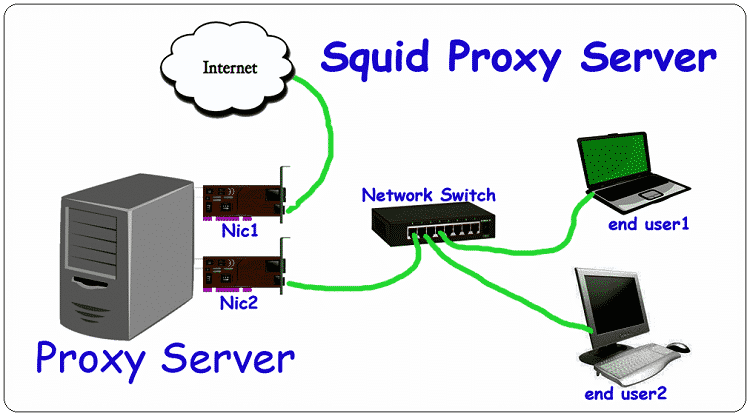 Squid Proxy Server
Internet
Network Switch
Nic1
end user1
Nic2
Proxy Server
end user2